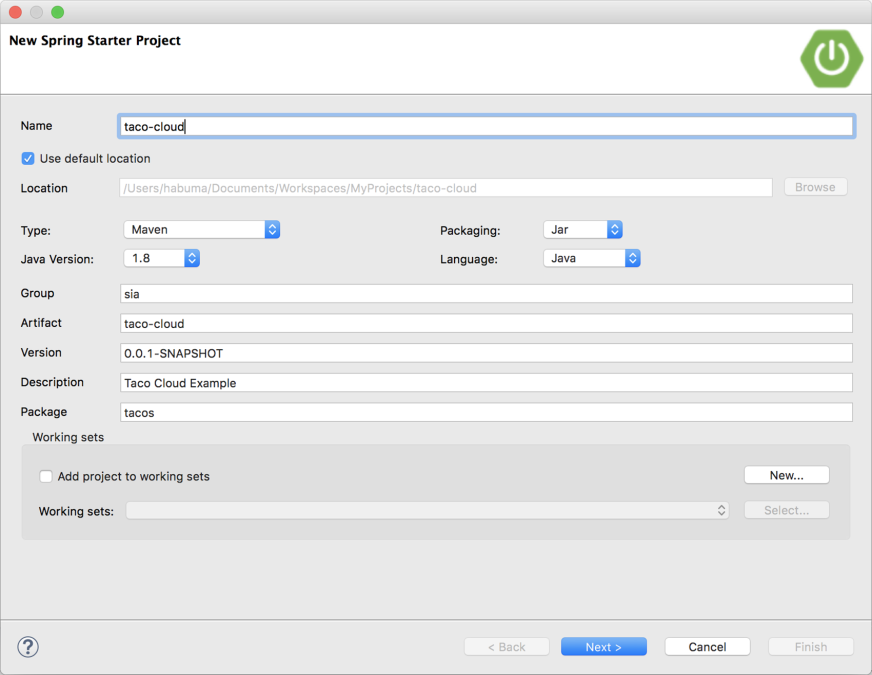 New Spring Starter Project
Name taco-cloud
Use default location
Location /Users/habuma/Documents/Workspaces/MyProjects/taco-cloud Browse
Type: Maven Packaging: Jar
Java Version: 1.8 Language: Java
Group sia
Artifact taco-cloud
Version 0.0.1-SNAPSHOT
Description Taco Cloud Example
Package tacos
Working sets
Add project to working sets New...
Working sets: Select...
? < Back Next > Cancel Finish